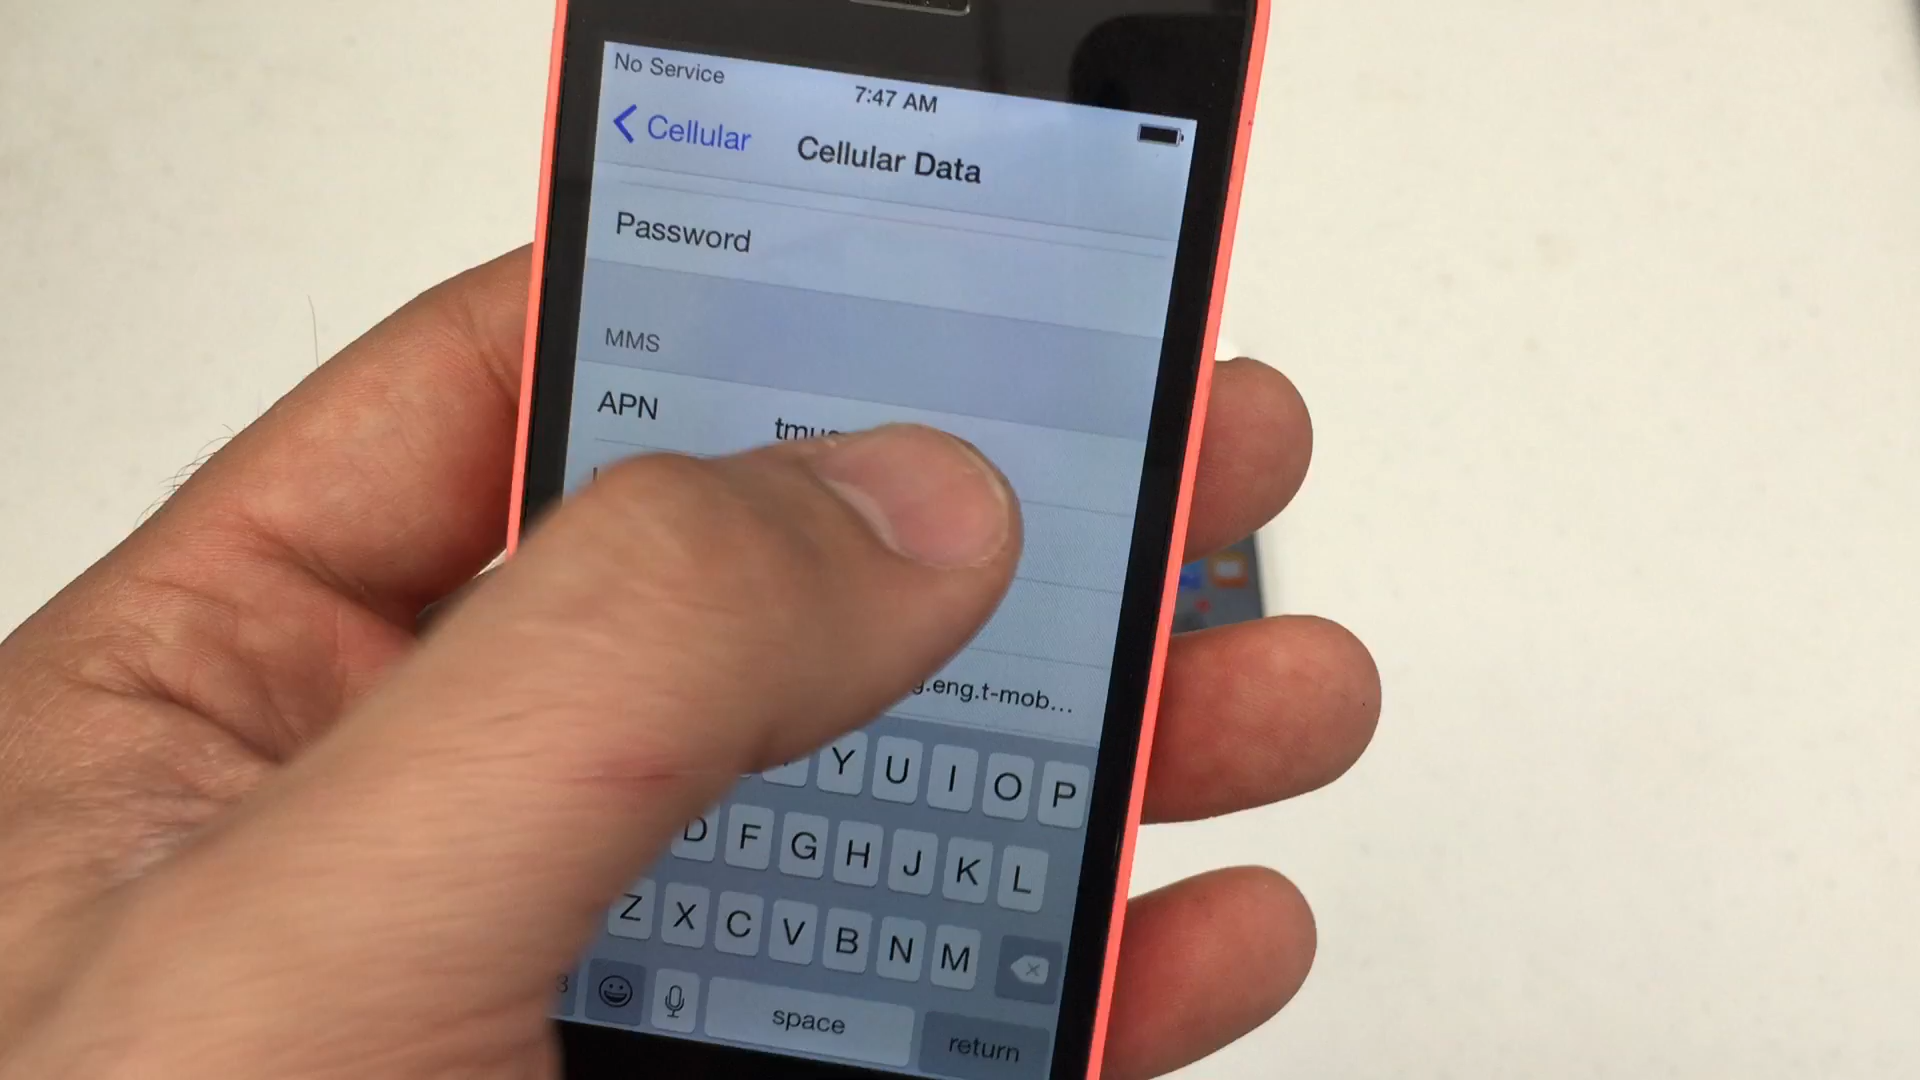 No Service
7:47 AM
Cellular
Cellular Data
Password
MMS
APN
.eng.t-mob...
Y U I O P
D F G H J K L
Z X C V B N M
space
return